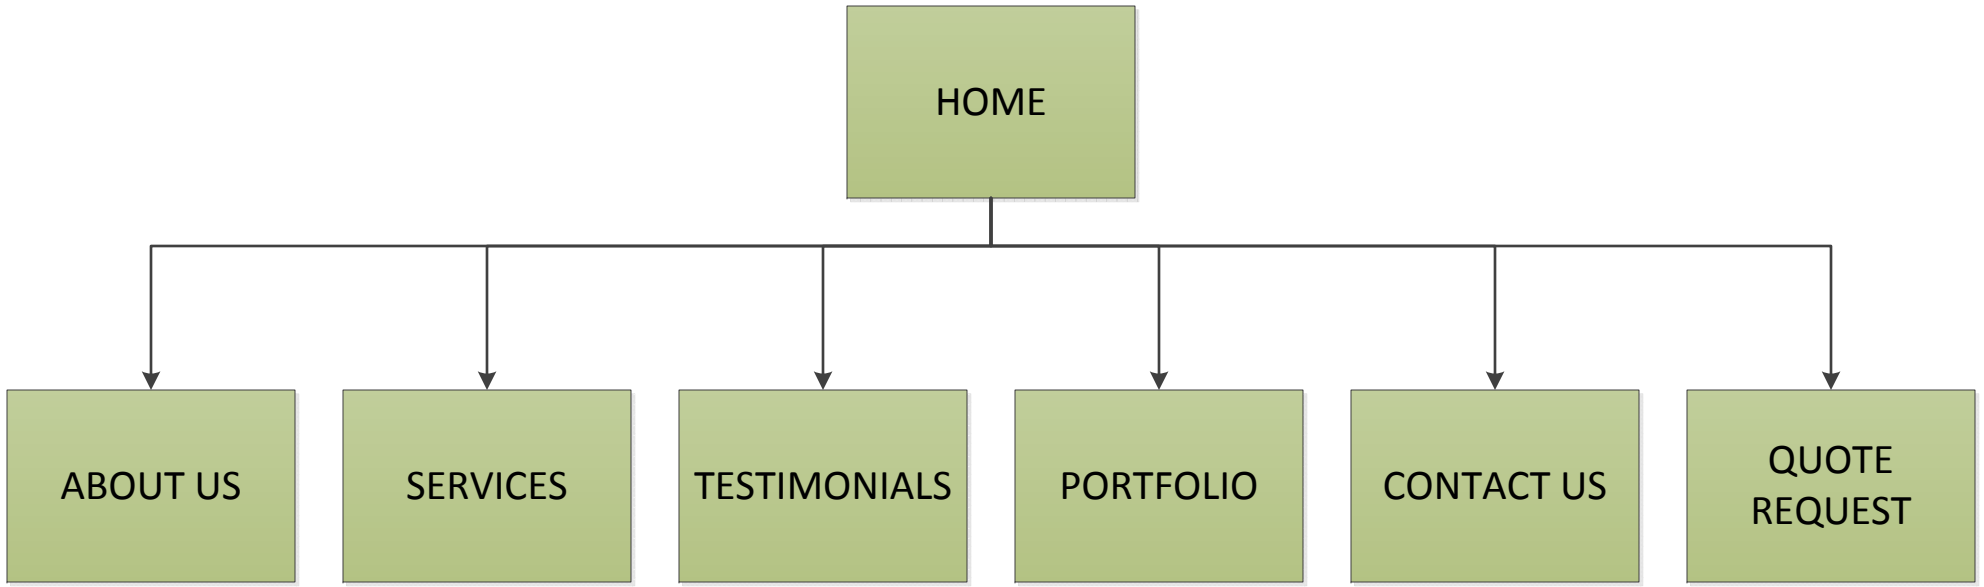 HOME
ABOUT US
SERVICES
TESTIMONIALS
PORTFOLIO
CONTACT US
QUOTE
REQUEST